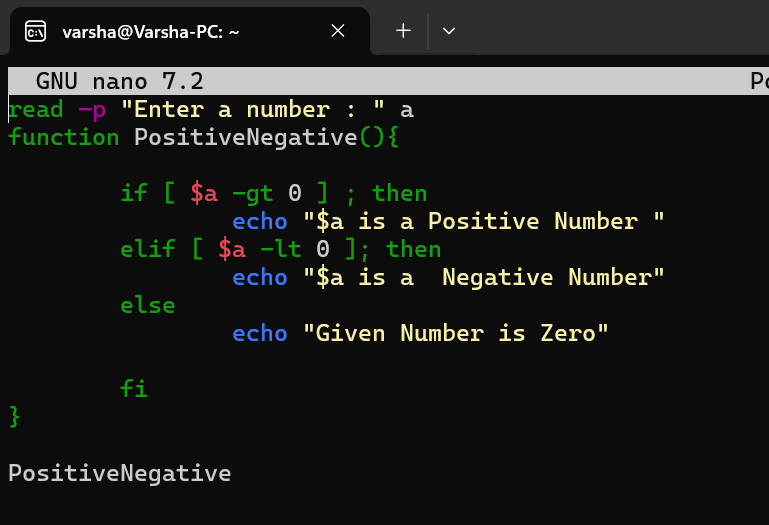 varsha@Varsha-PC: ~
GNU nano 7.2
read -p "Enter a number : " a
function PositiveNegative(){
if [ $a -gt 0 ] ; then
echo "$a is a Positive Number "
elif [ $a -lt 0 ]; then
echo "$a is a  Negative Number"
else
echo "Given Number is Zero"
fi
}
PositiveNegative